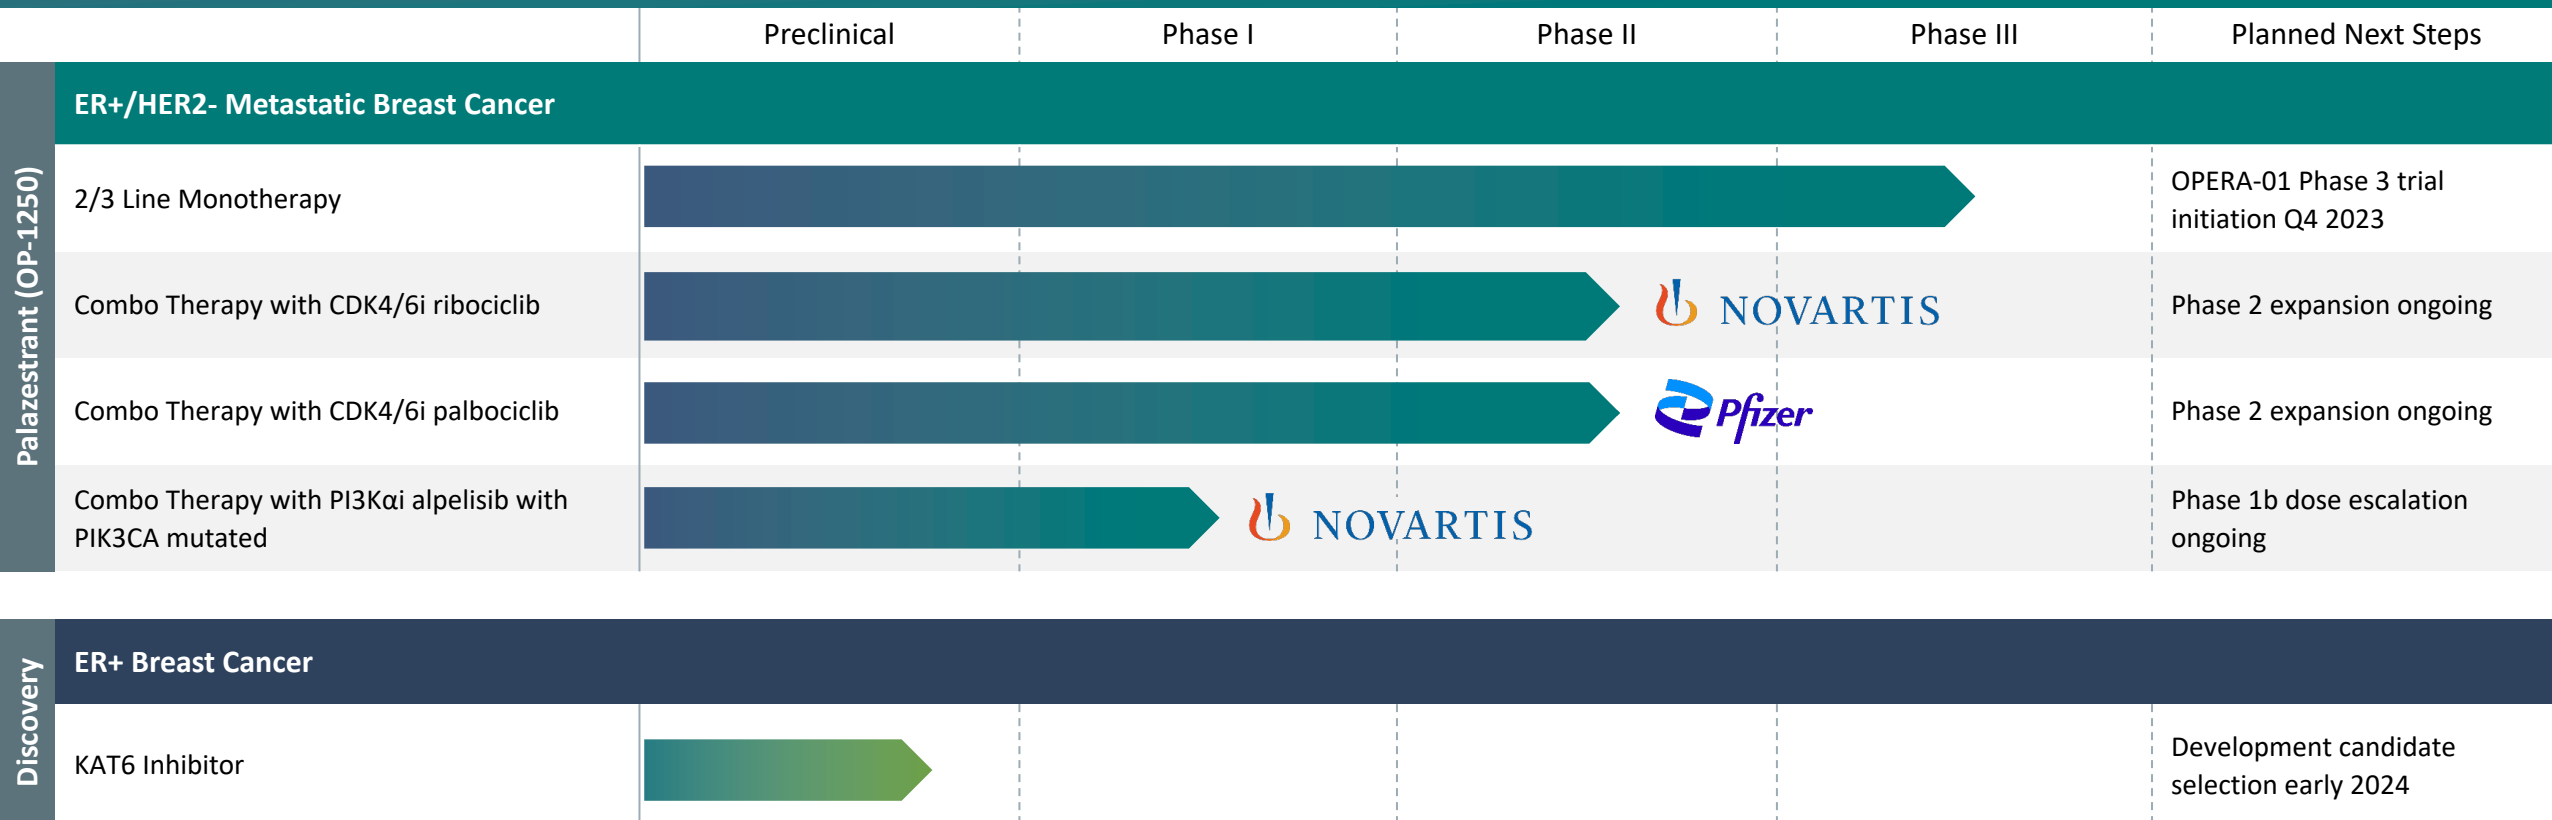 Preclinical
Phase I
Phase II
Phase III
Planned Next Steps
Palazestrant (OP-1250)
ER+/HER2- Metastatic Breast Cancer
2/3 Line Monotherapy
OPERA-01 Phase 3 trial
initiation Q4 2023
Combo Therapy with CDK4/6i ribociclib
NOVARTIS
Phase 2 expansion ongoing
Combo Therapy with CDK4/6i palbociclib
Pfizer
Phase 2 expansion ongoing
Combo Therapy with PI3Kαi alpelisib with
PIK3CA mutated
NOVARTIS
Phase 1b dose escalation
ongoing
Discovery
ER+ Breast Cancer
KAT6 Inhibitor
Development candidate
selection early 2024